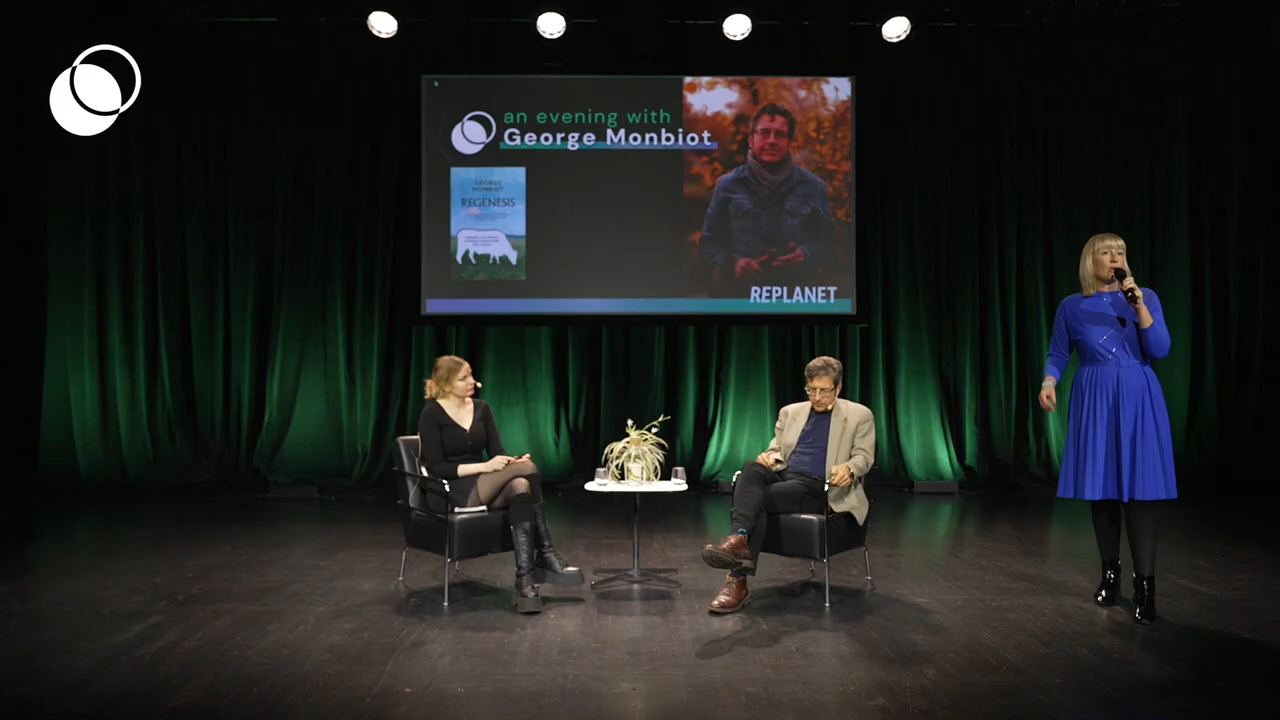 an evening with
George Monbiot
GEORGE
MONBIOT
REGENESIS
REPLANET